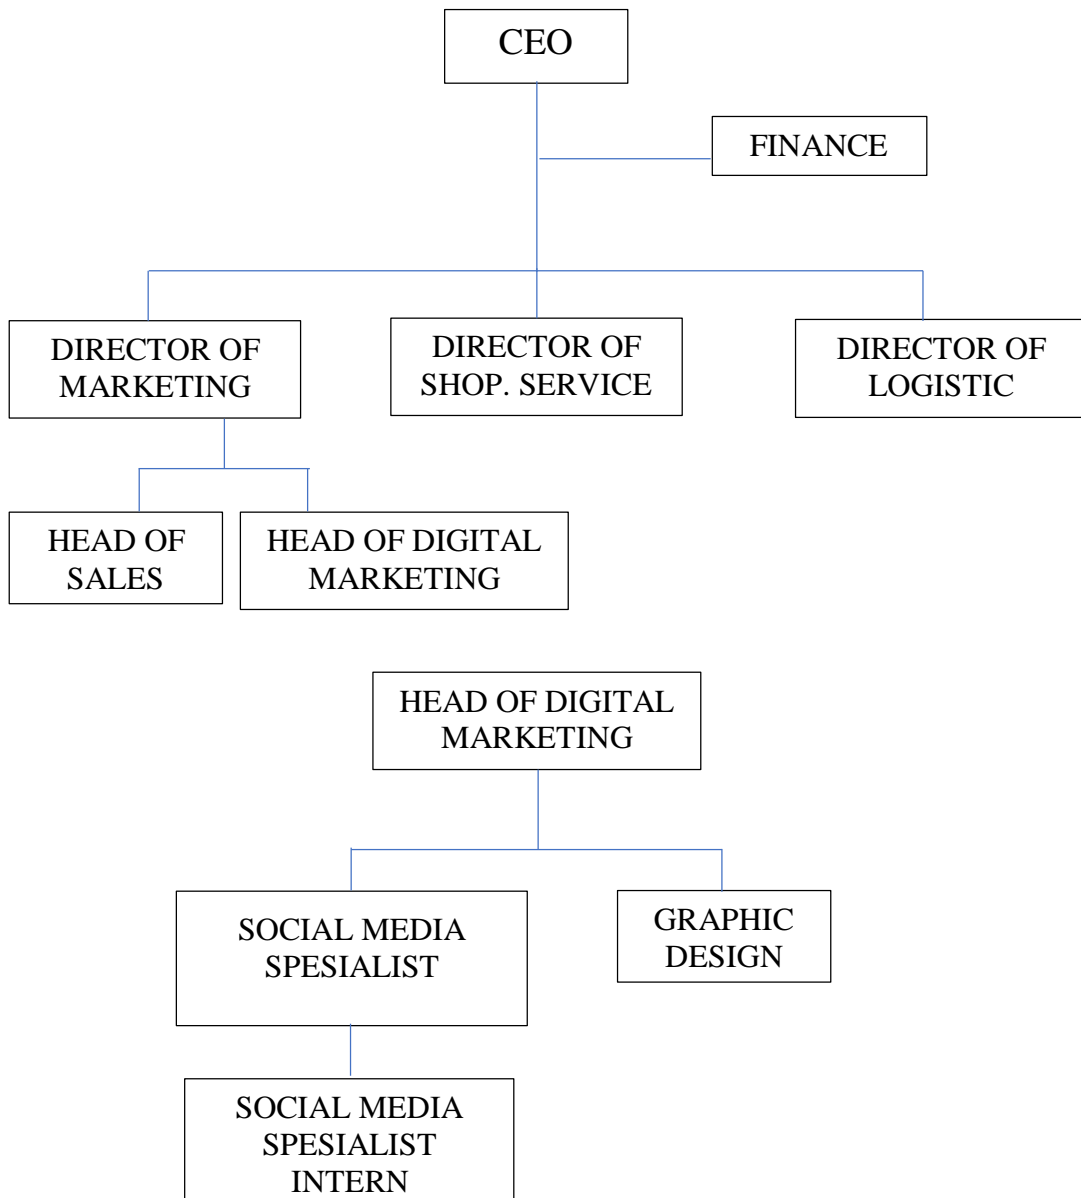 CEO
FINANCE
DIRECTOR OF
MARKETING
DIRECTOR OF
SHOP. SERVICE
DIRECTOR OF
LOGISTIC
HEAD OF
SALES
HEAD OF DIGITAL
MARKETING
HEAD OF DIGITAL
MARKETING
SOCIAL MEDIA
SPESIALIST
GRAPHIC
DESIGN
SOCIAL MEDIA
SPESIALIST
INTERN